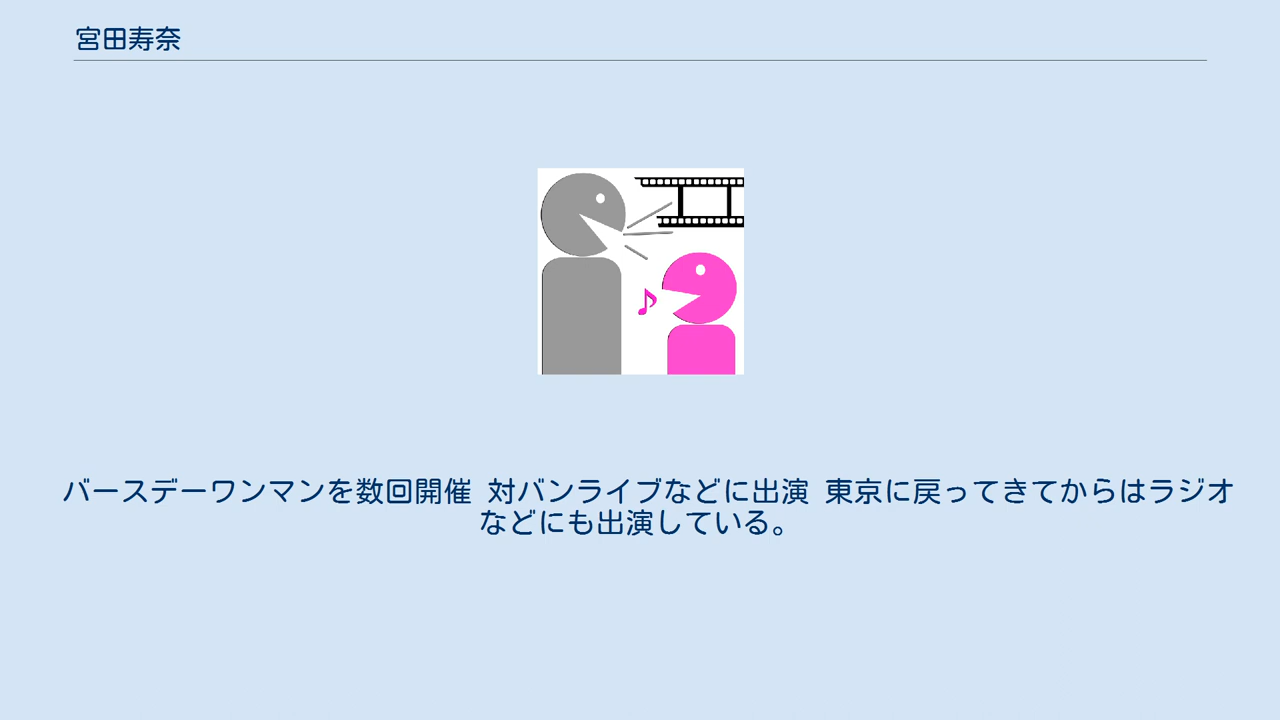 宮田寿奈
バースデーワンマンを数回開催 対バンライブなどに出演 東京に戻ってきてからはラジオ
などにも出演している。